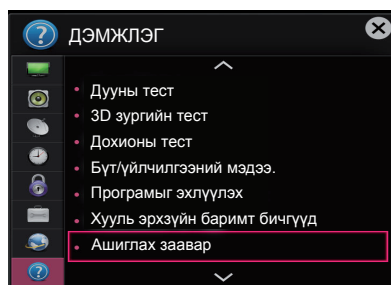 ДЭМЖЛЭГ
• Дууны тест
• 3D зургийн тест
• Дохионы тест
• Бүт/үйлчилгээний мэдээ.
• Програмыг эхлүүлэх
• Хууль эрхзүйн баримт бичгүүд
• Ашиглах заавар